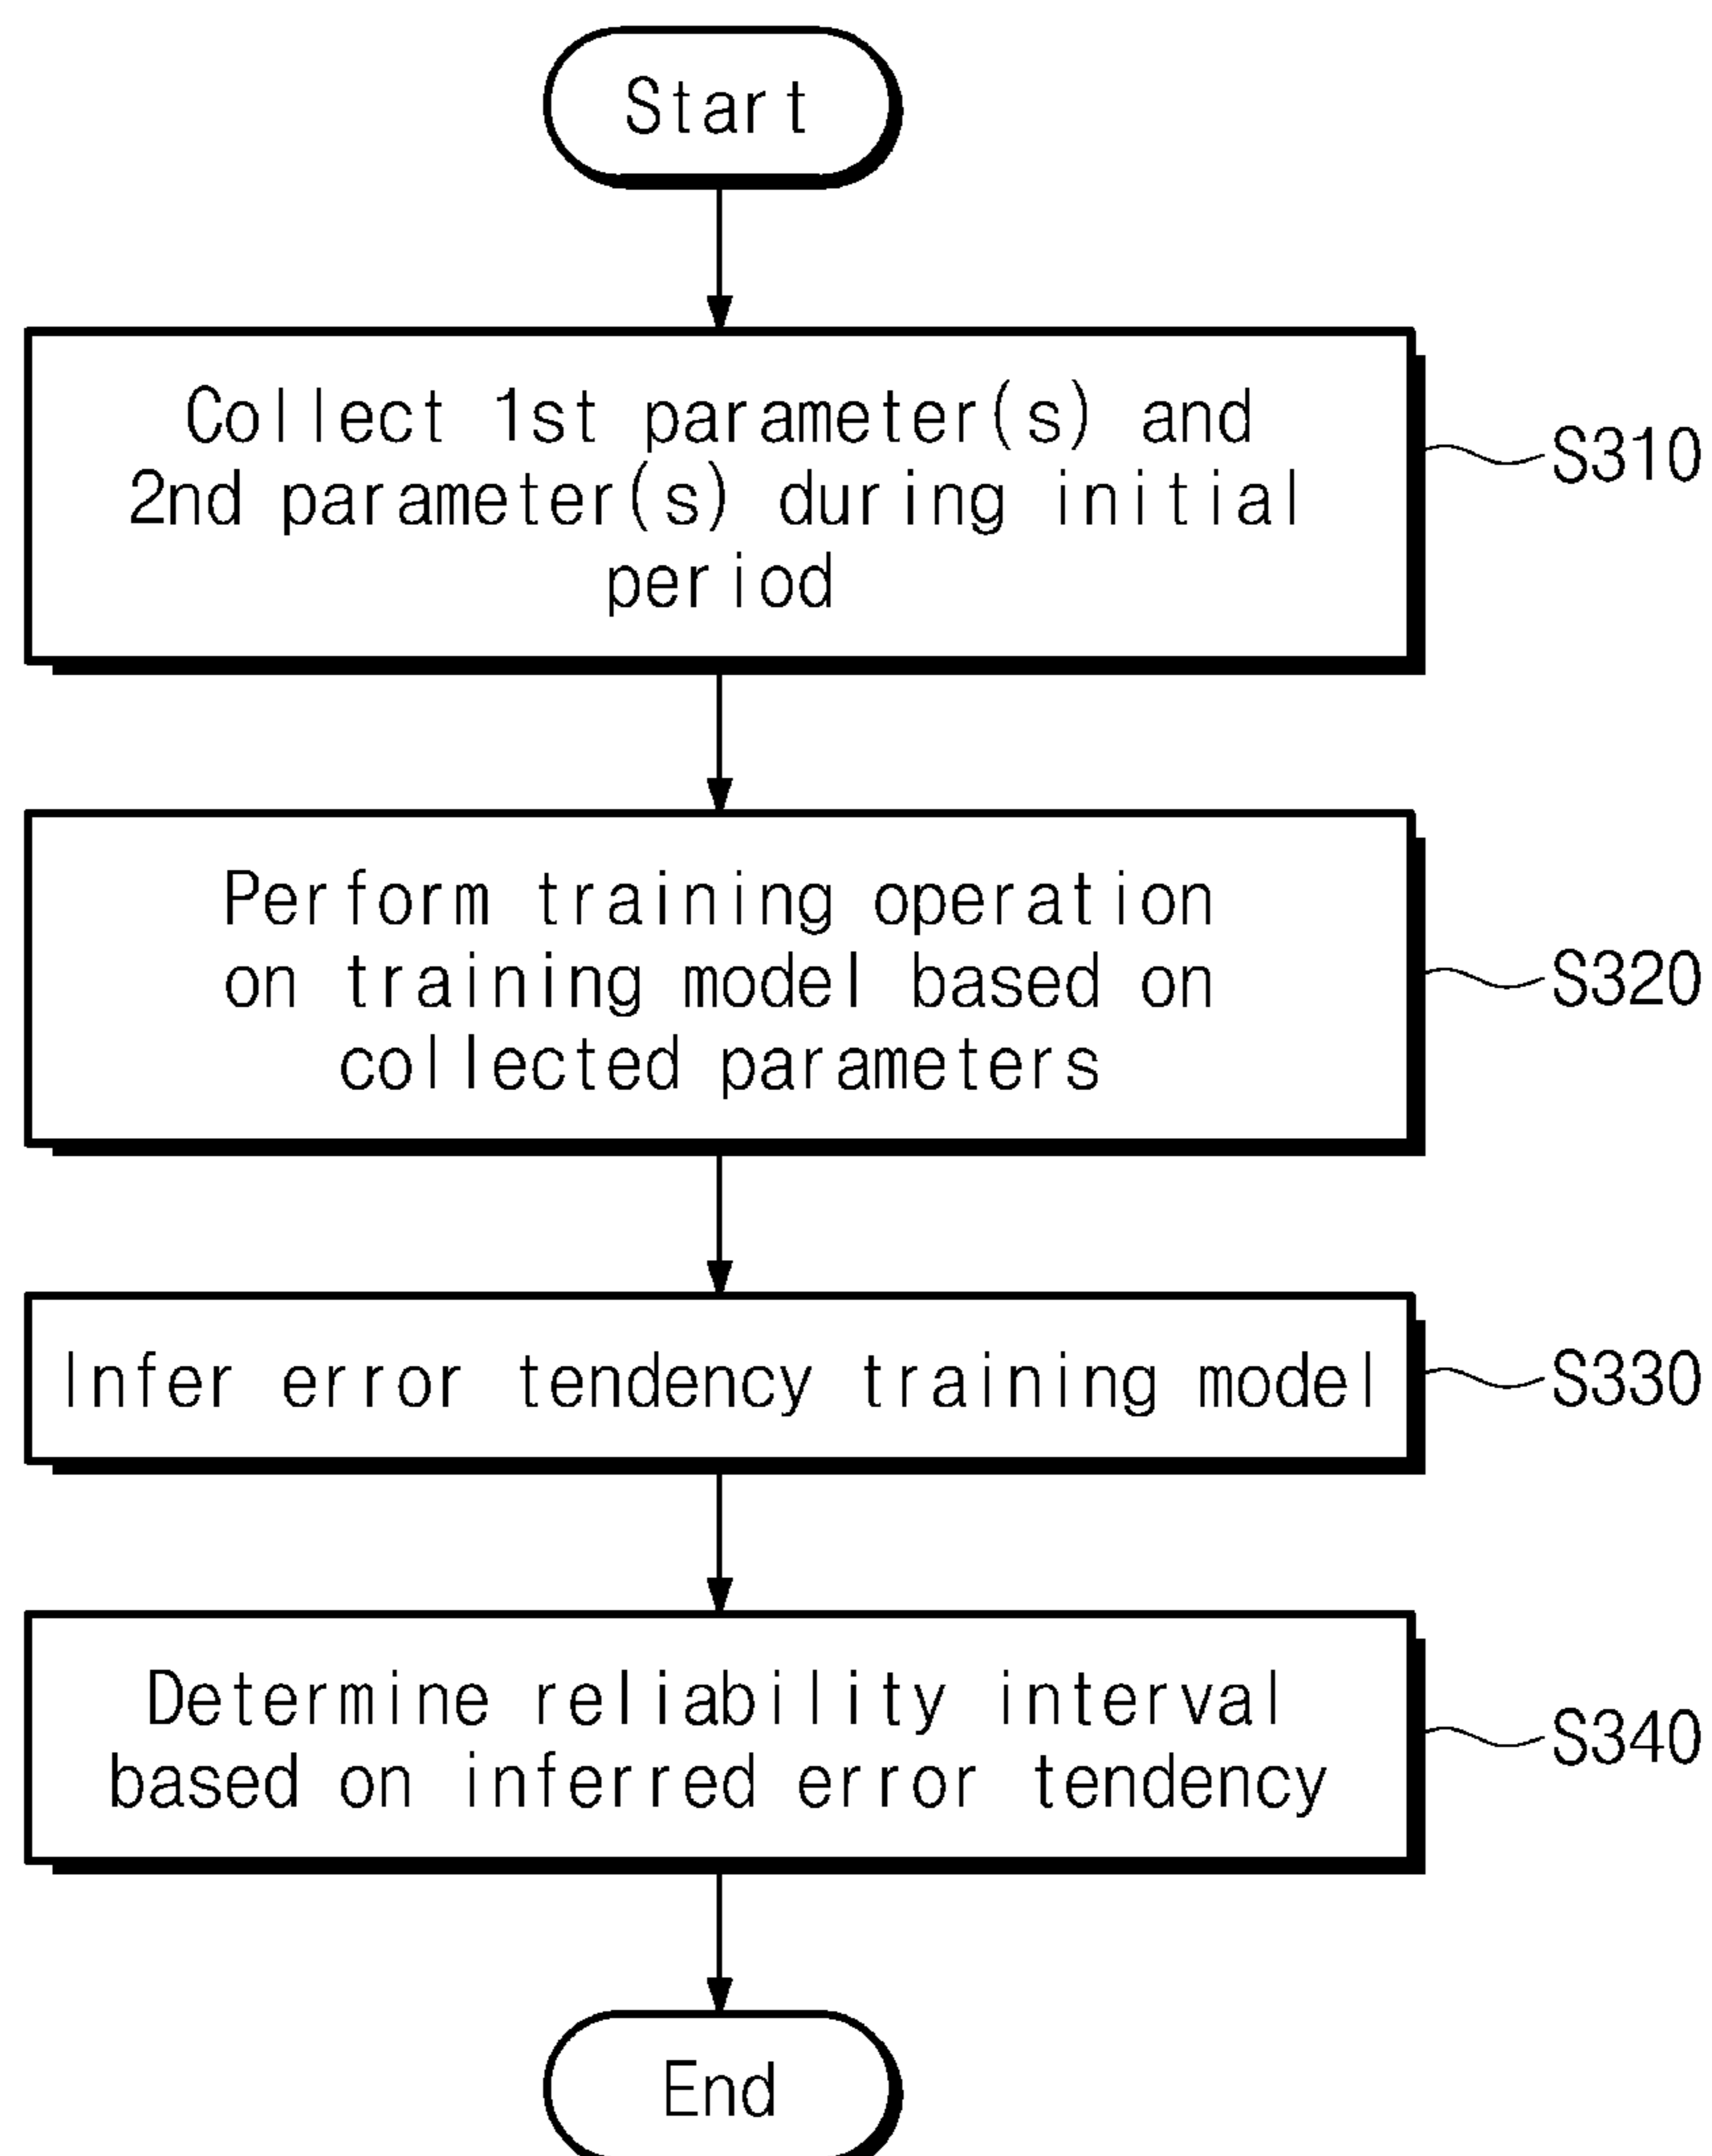 Start
Collect 1st parameter(s) and
2nd parameter(s) during initial
period
S310
Perform training operation
on training model based on
collected parameters
S320
Infer error tendency training model
S330
Determine reliability interval
based on inferred error tendency
S340
End